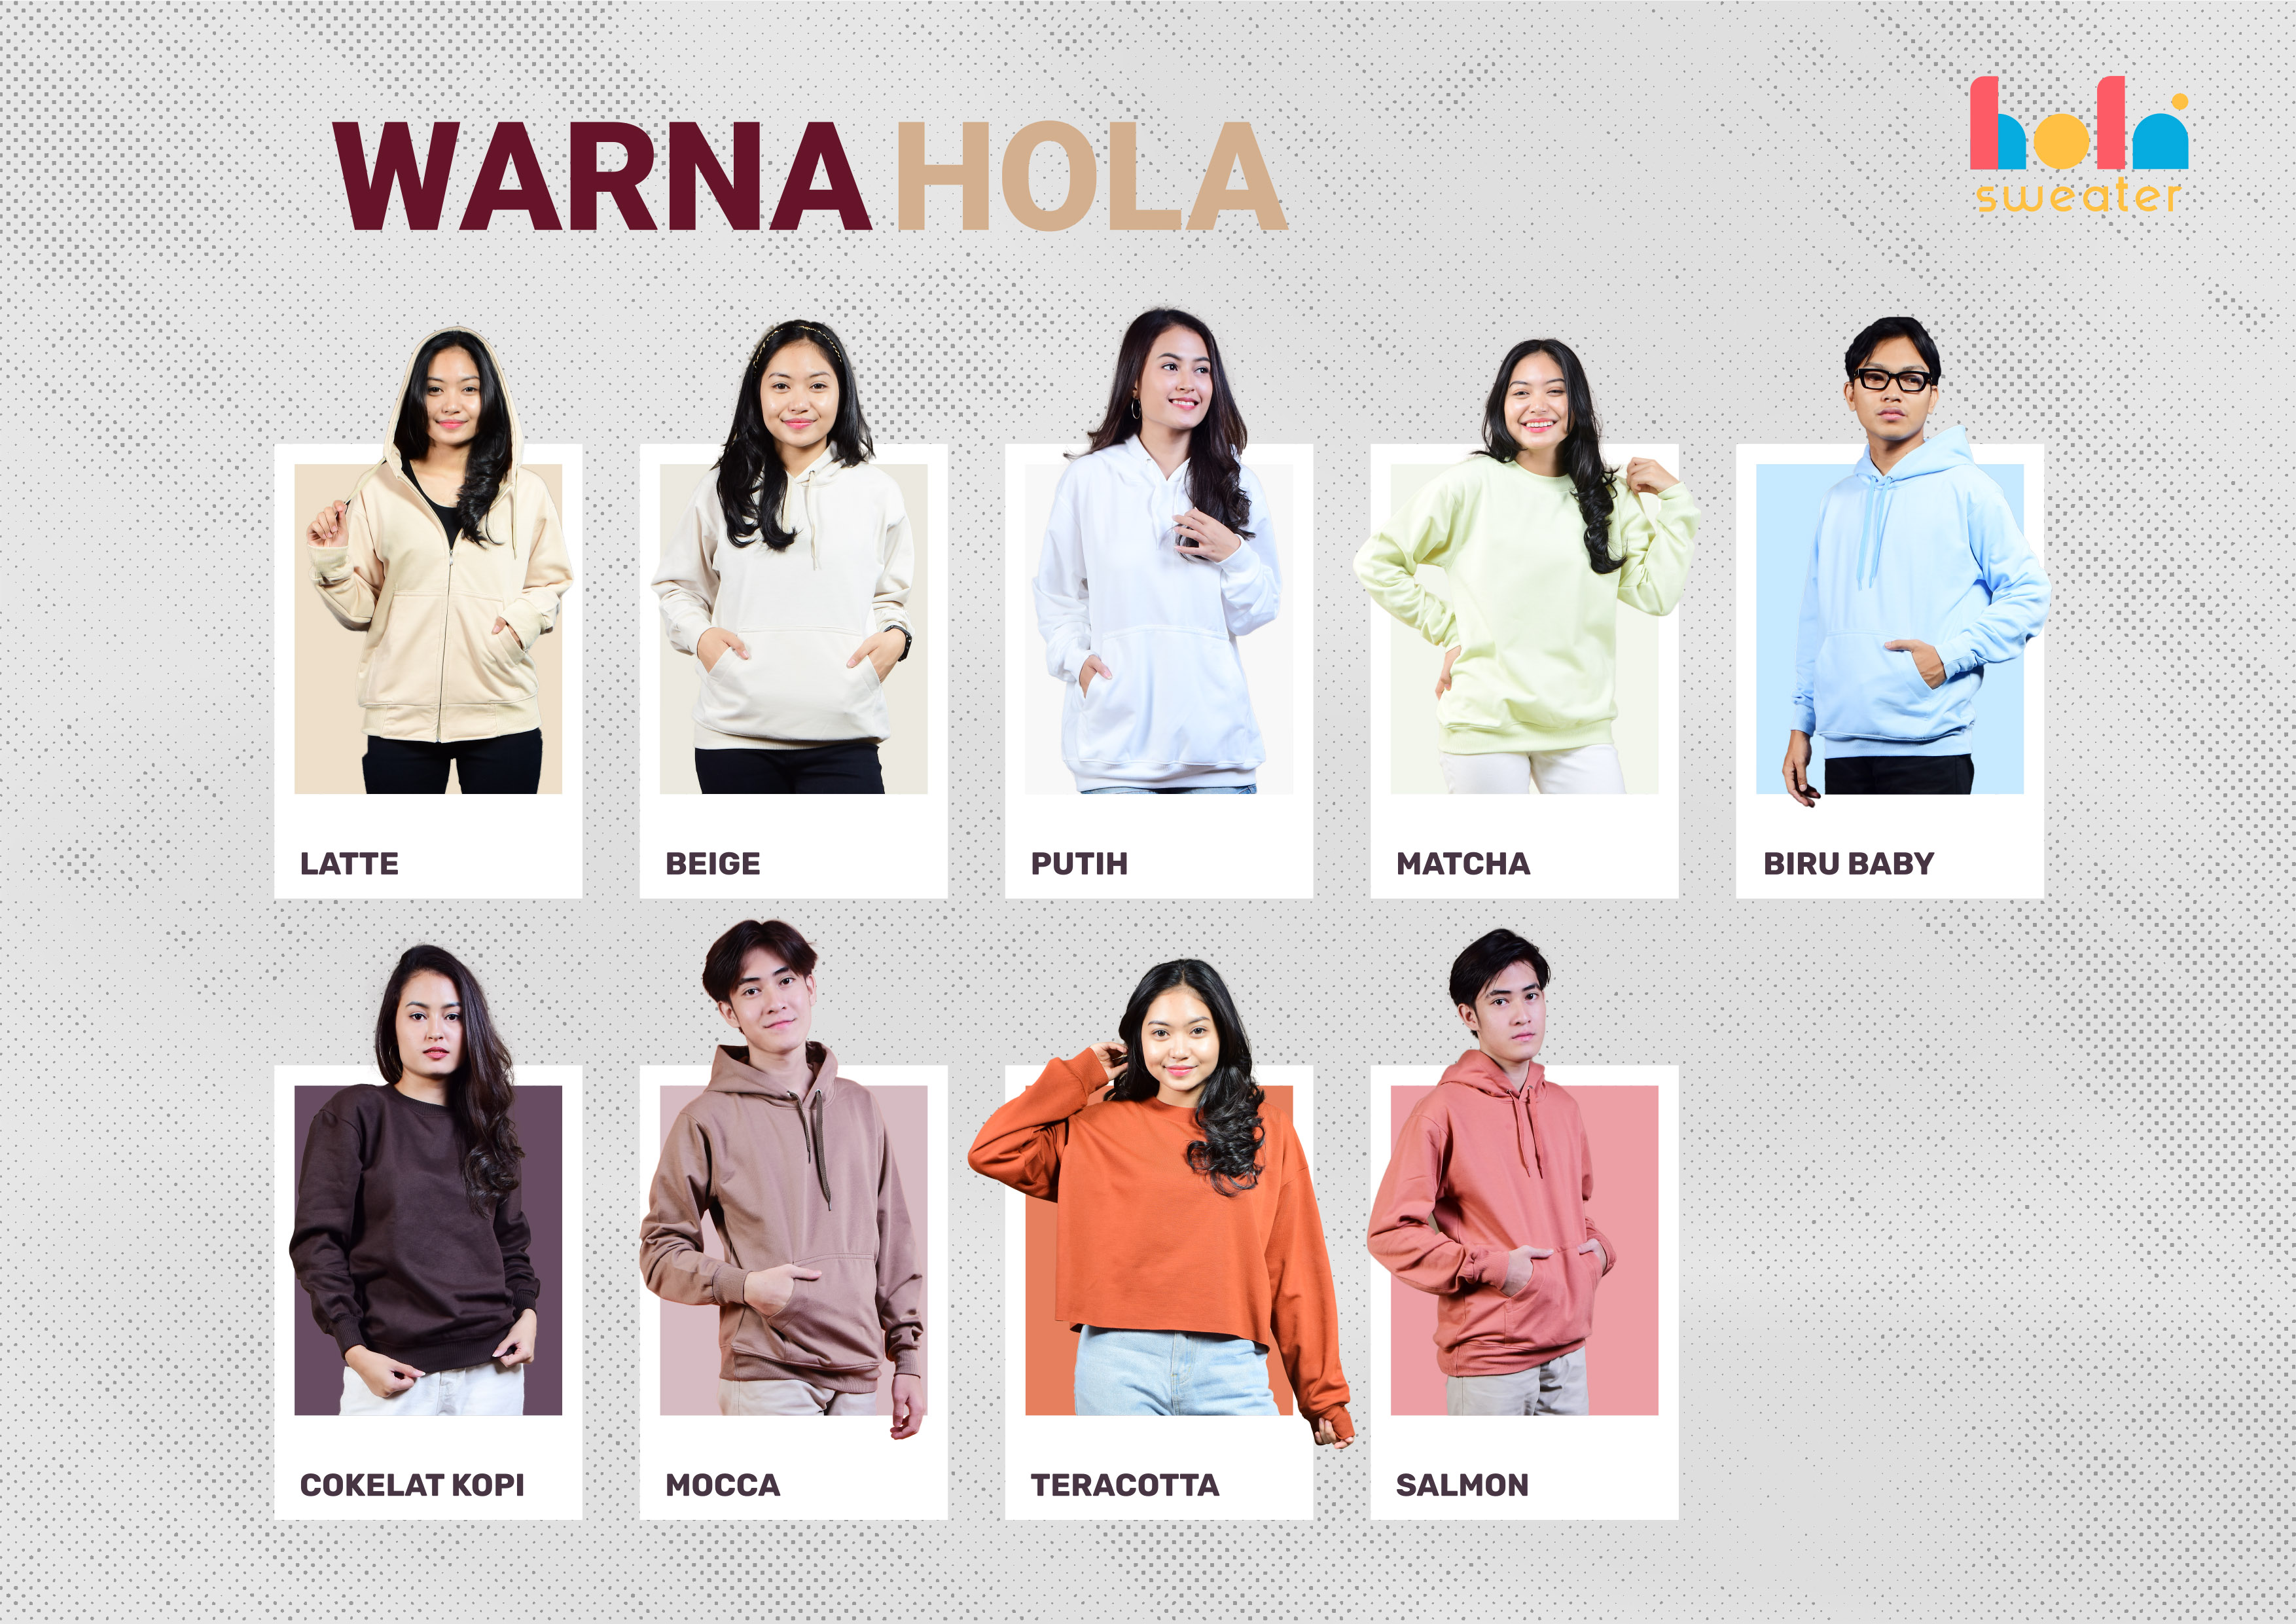 WARNA HOLA
hola
sweater
LATTE
BEIGE
PUTIH
MATCHA
BIRU BABY
COKELAT KOPI
MOCCA
TERACOTTA
SALMON